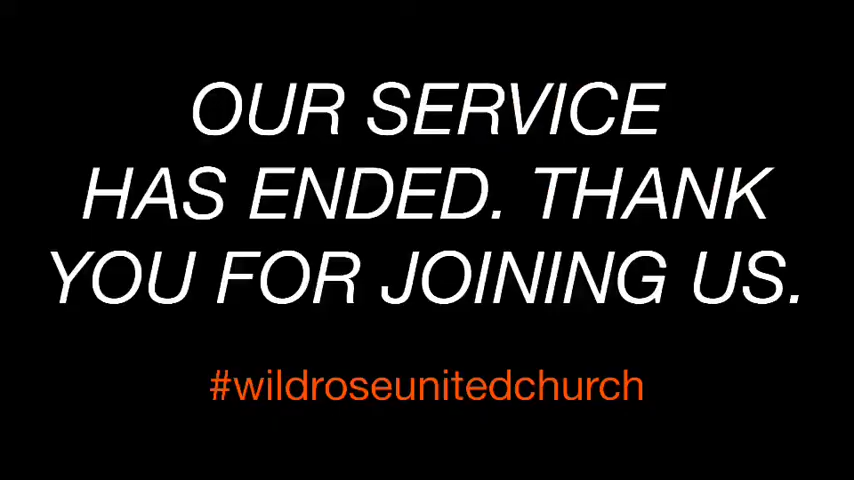 OUR SERVICE
HAS ENDED. THANK
YOU FOR JOINING US.
#wildroseunitedchurch